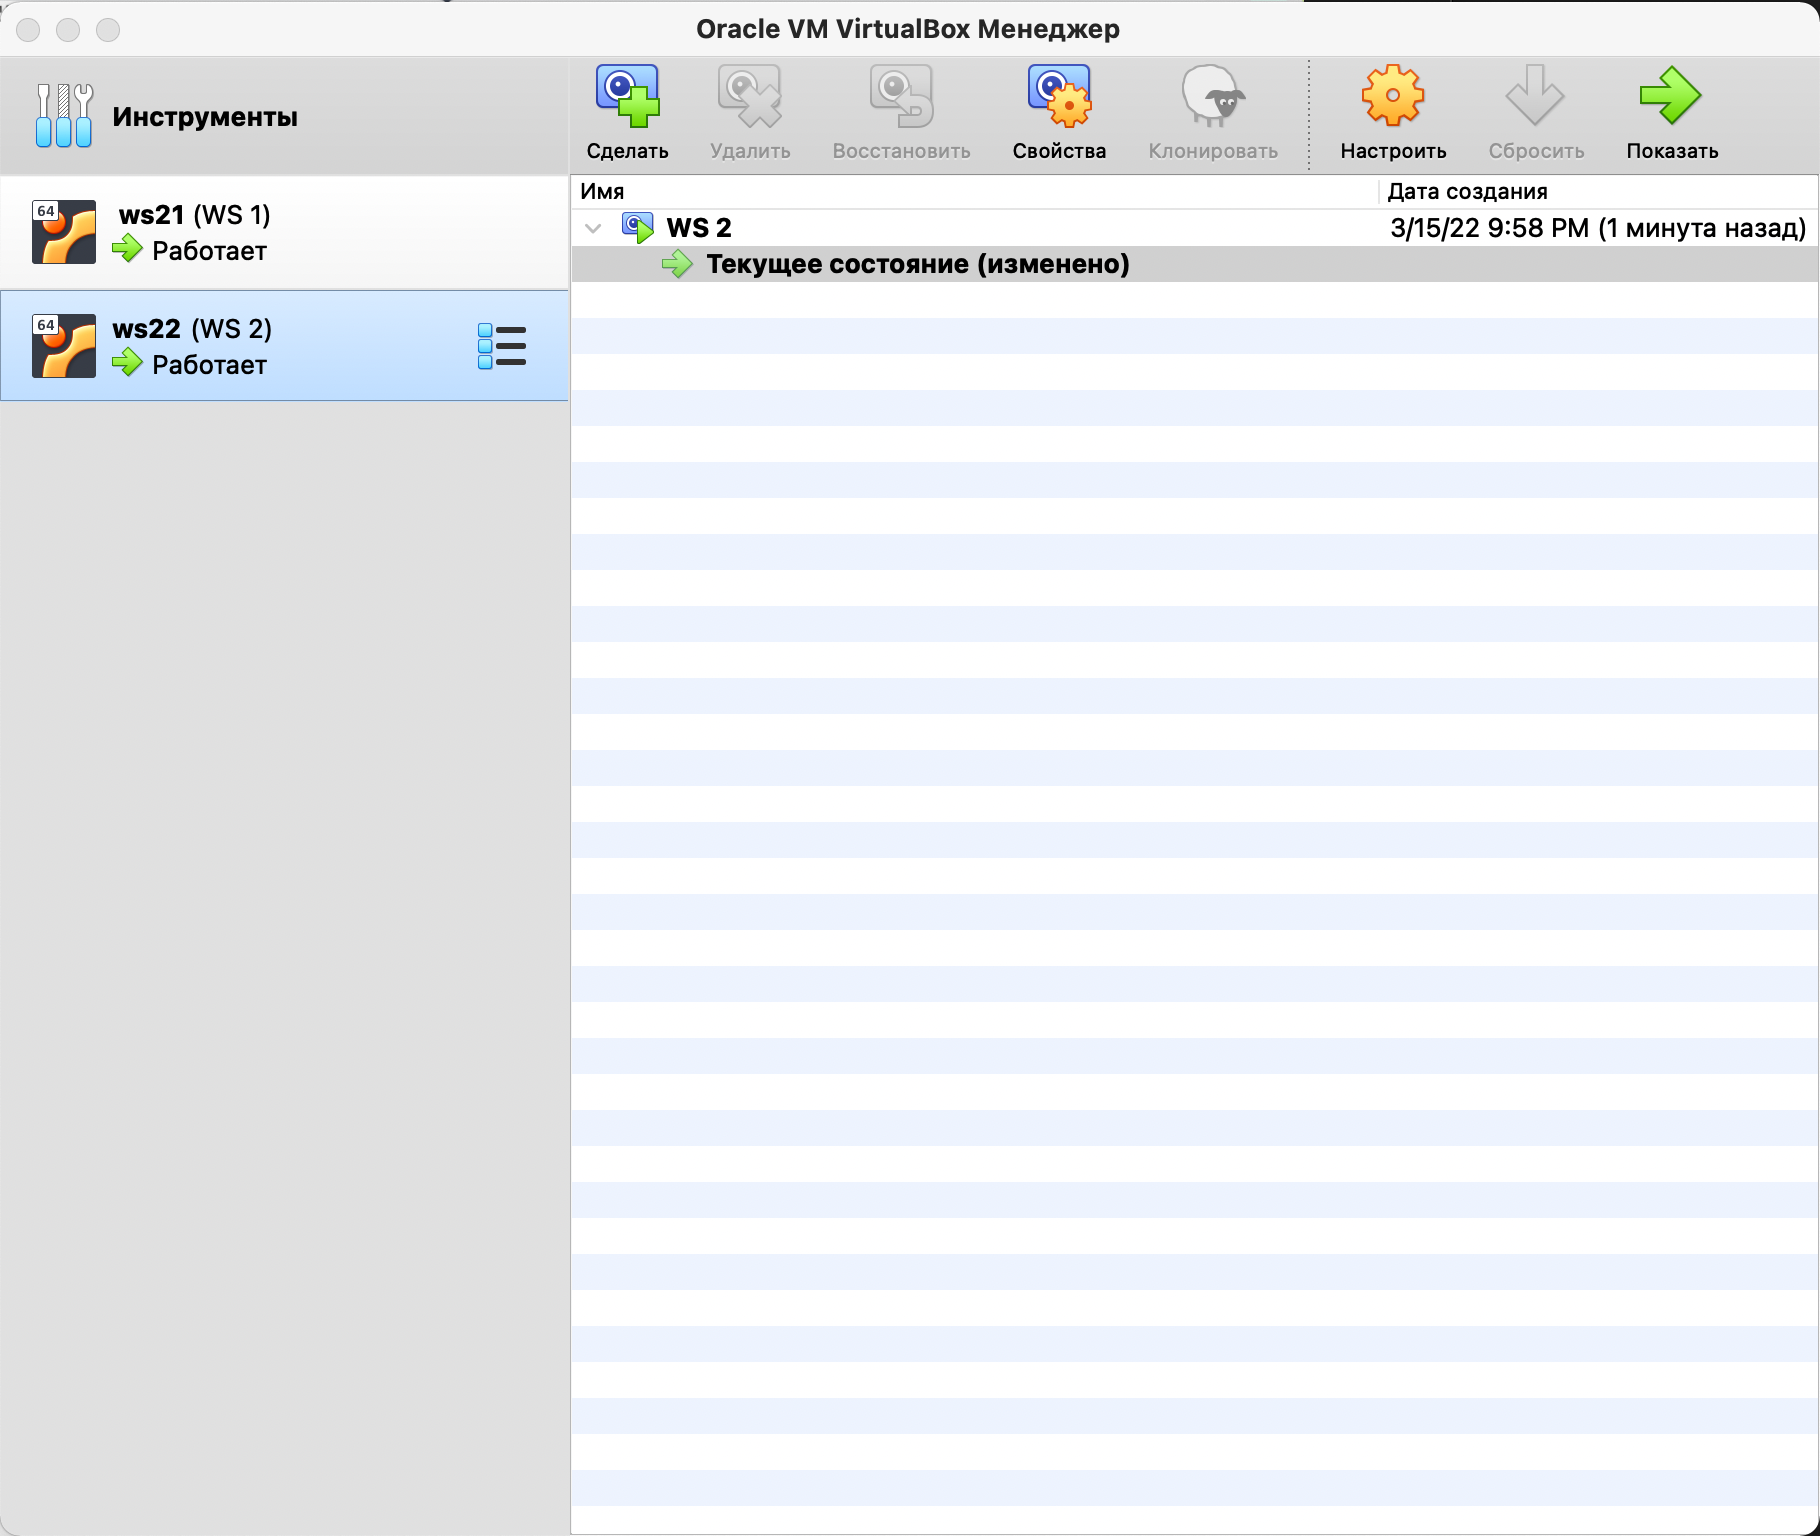 Oracle VM VirtualBox Менеджер
Инструменты
Сделать Удалить Восстановить Свойства Клонировать Настроить Сбросить Показать
64 ws21 (WS 1)
Работает
64 ws22 (WS 2)
Работает
Имя Дата создания
WS 2 3/15/22 9:58 PM (1 минута назад)
Текущее состояние (изменено)